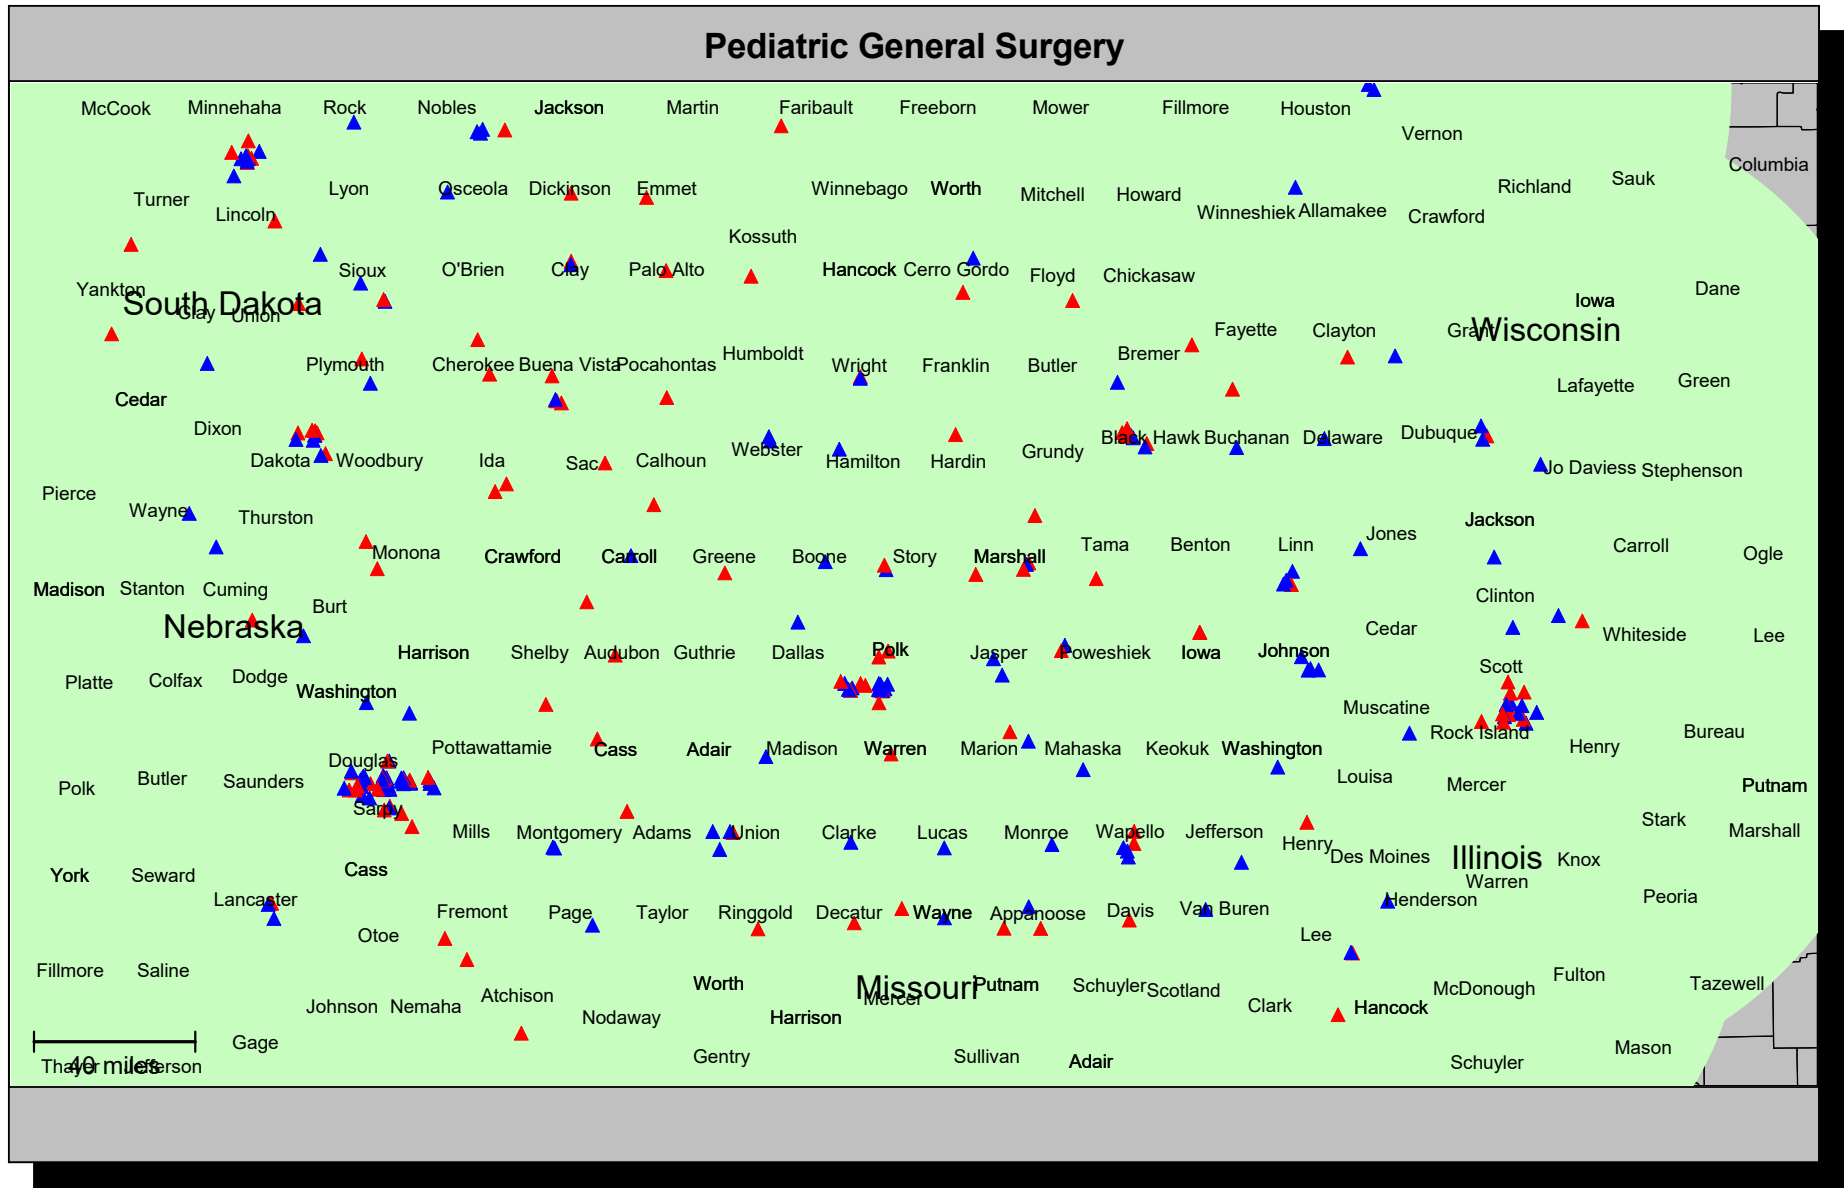 Pediatric General Surgery
McCook Minnehaha Rock Nobles Jackson Martin Faribault Freeborn Mower Fillmore Houston
Vernon
Columbia
Turner Lyon Osceola Dickinson Emmet Winnebago Worth Mitchell Howard Richland Sauk
Lincoln Winneshiek Allamakee Crawford
Kossuth
Sioux O'Brien Clay Palo Alto Hancock Cerro Gordo Floyd Chickasaw
Yankton South Dakota Iowa Dane
Clay Union Fayette Clayton Grant Wisconsin
Plymouth Cherokee Buena Vista Pocahontas Humboldt Wright Franklin Butler Bremer
Cedar Lafayette Green
Dixon Black Hawk Buchanan Delaware Dubuque
Dakota Woodbury Ida Sac Calhoun Webster Hamilton Hardin Grundy Jo Daviess Stephenson
Pierce
Wayne Thurston Jackson
Monona Crawford Carroll Greene Boone Story Marshall Tama Benton Linn Jones Carroll Ogle
Madison Stanton Cuming Clinton
Burt
Nebraska Cedar Whiteside Lee
Harrison Shelby Audubon Guthrie Dallas Polk Jasper Poweshiek Iowa Johnson
Platte Colfax Dodge Scott
Washington Muscatine
Pottawattamie Cass Adair Madison Warren Marion Mahaska Keokuk Washington Rock Island Henry Bureau
Douglas
Polk Butler Saunders Louisa Mercer Putnam
Sarpy
Mills Montgomery Adams Union Clarke Lucas Monroe Wapello Jefferson Henry Stark Marshall
Cass Des Moines Illinois Knox
York Seward Warren
Lancaster Henderson Peoria
Fremont Page Taylor Ringgold Decatur Wayne Appanoose Davis Van Buren
Otoe Lee
Fillmore Saline Fulton
Worth Missouri Putnam Schuyler Scotland McDonough Tazewell
Johnson Nemaha Atchison Mercer Clark Hancock
Nodaway Harrison
Gage Mason
Gentry Sullivan Adair Schuyler
Thayer Jefferson
40 miles